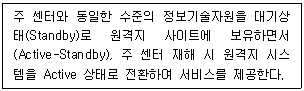 주 센터와 동일한 수준의 정보기술자원을 대기상
태(Standby)로 원격지 사이트에 보유하면서
(Active-Standby), 주 센터 재해 시 원격지 시스
템을 Active 상태로 전환하여 서비스를 제공한다.